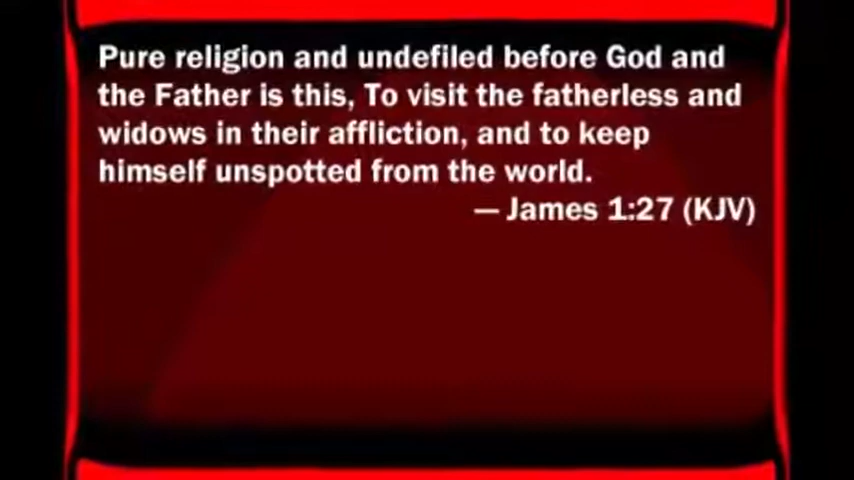 Pure religion and undefiled before God and
the Father is this, To visit the fatherless and
widows in their affliction, and to keep
himself unspotted from the world.
— James 1:27 (KJV)